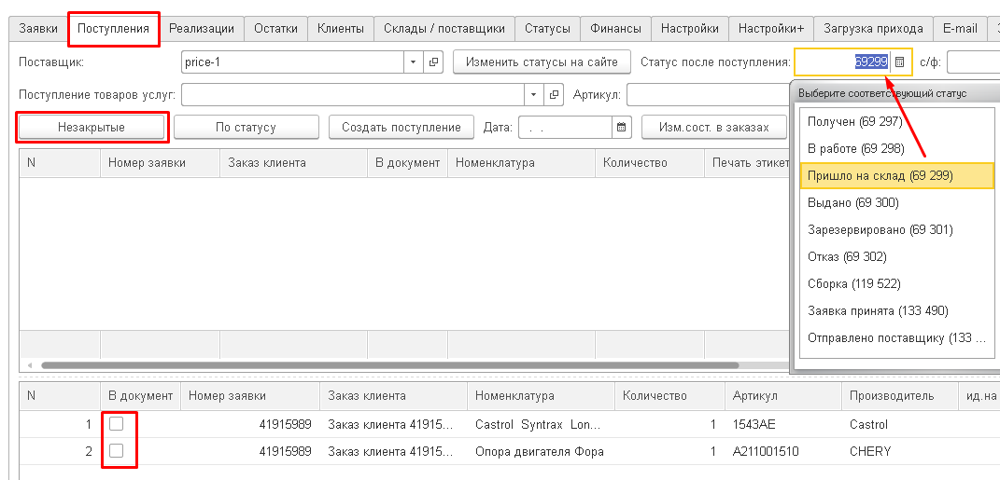 Заявки Поступления Реализации Остатки Клиенты Склады / поставщики Статусы Финансы Настройки Настройки+ Загрузка прихода E-mail
Поставщик: price-1 Изменить статусы на сайте Статус после поступления: 69299 с/ф:
Поступление товаров услуг: Артикул:
Незакрытые По статусу Создать поступление Дата: . . Изм.сост. в заказах
N Номер заявки Заказ клиента В документ Номенклатура Количество Печать этикет
Выберите соответствующий статус
Получен (69 297)
В работе (69 298)
Пришло на склад (69 299)
Выдано (69 300)
Зарезервировано (69 301)
Отказ (69 302)
Сборка (119 522)
Заявка принята (133 490)
Отправлено поставщику (133 ...
N В документ Номер заявки Заказ клиента Номенклатура Количество Артикул Производитель ид.на
1 41915989 Заказ клиента 41915... Castrol Syntrax Lon... 1 1543AE Castrol
2 41915989 Заказ клиента 41915... Опора двигателя Фора 1 A211001510 CHERY